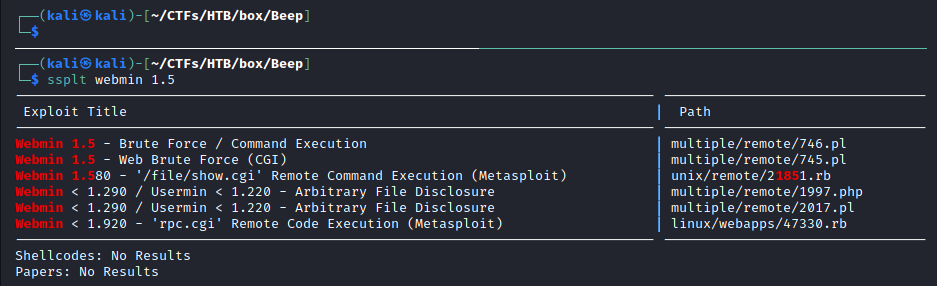 ┌──(kali㉿kali)-[~/CTFs/HTB/box/Beep]
└─$
┌──(kali㉿kali)-[~/CTFs/HTB/box/Beep]
└─$ ssplt webmin 1.5
Exploit Title | Path
Webmin 1.5 - Brute Force / Command Execution | multiple/remote/746.pl
Webmin 1.5 - Web Brute Force (CGI) | multiple/remote/745.pl
Webmin 1.580 - '/file/show.cgi' Remote Command Execution (Metasploit) | unix/remote/21851.rb
Webmin < 1.290 / Usermin < 1.220 - Arbitrary File Disclosure | multiple/remote/1997.php
Webmin < 1.290 / Usermin < 1.220 - Arbitrary File Disclosure | multiple/remote/2017.pl
Webmin < 1.920 - 'rpc.cgi' Remote Code Execution (Metasploit) | linux/webapps/47330.rb
Shellcodes: No Results
Papers: No Results